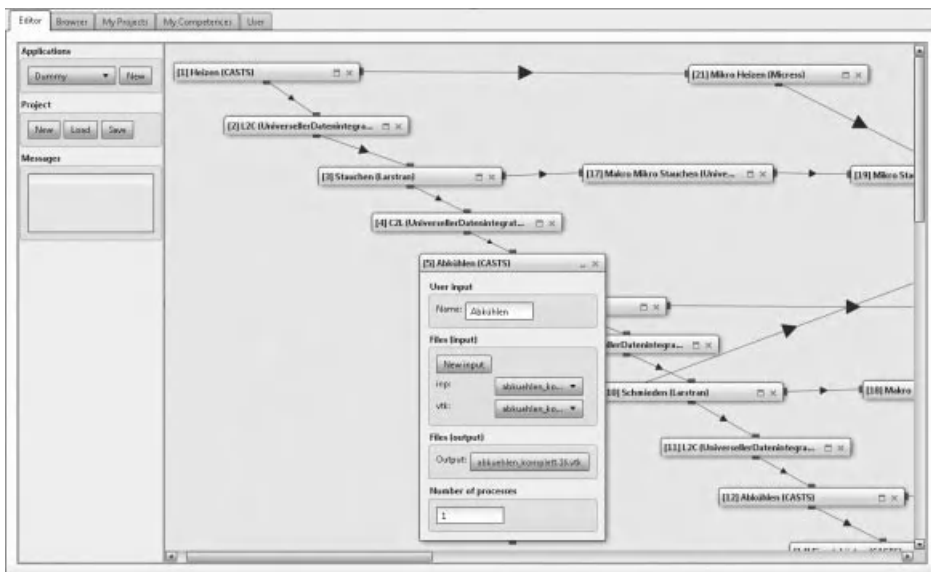 Editor Browser My Projects My Competences User
Applications
Dummy New
Project
New Load Save
Messages
[1] Heizen (CASTS)
[21] Mikro Heizen (Micress)
[2] L2C (UniversellerDatenintegra...
[3] Stauchen (Larstran)
[17] Makro Mikro Stauchen (Unive...
[19] Mikro Sta
[4] C2L (UniversellerDatenintegrat...
[5] Abkühlen (CASTS)
User input
Name: Abkühlen
Files (input)
New input
inp: abkuehlen_ko...
vtk: abkuehlen_ko...
Files (output)
Output: abkuehlen_komplett.16.vtk
Number of processes
1
llerDatenintegra...
10] Schmieden (Larstran)
[18] Makro
[11] L2C (UniversellerDatenintegra...
[12] Abkühlen (CASTS)